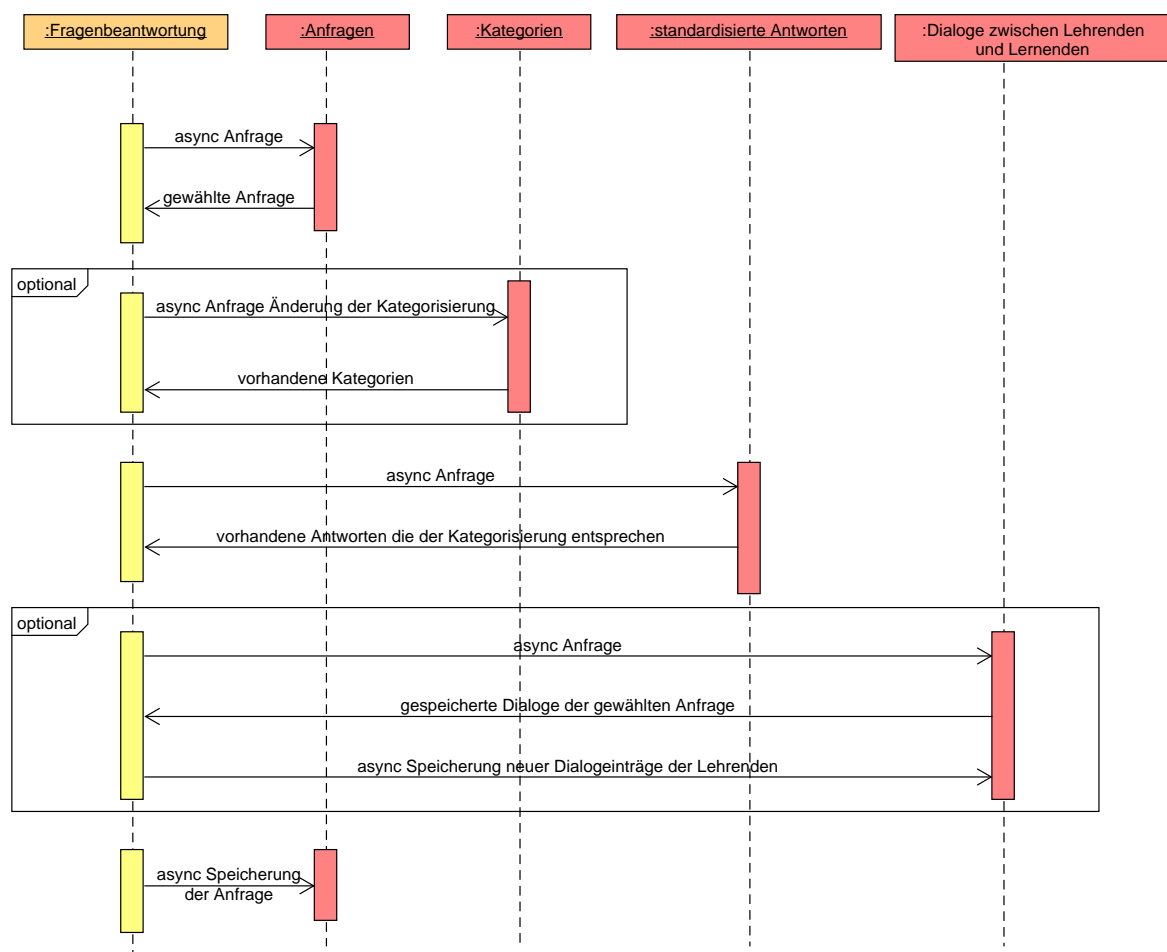 :Fragenbeantwortung
:Anfragen
:Kategorien
:standardisierte Antworten
:Dialoge zwischen Lehrenden
und Lernenden
async Anfrage
gewählte Anfrage
optional
async Anfrage Änderung der Kategorisierung
vorhandene Kategorien
async Anfrage
vorhandene Antworten die der Kategorisierung entsprechen
optional
async Anfrage
gespeicherte Dialoge der gewählten Anfrage
async Speicherung neuer Dialogeinträge der Lehrenden
async Speicherung
der Anfrage